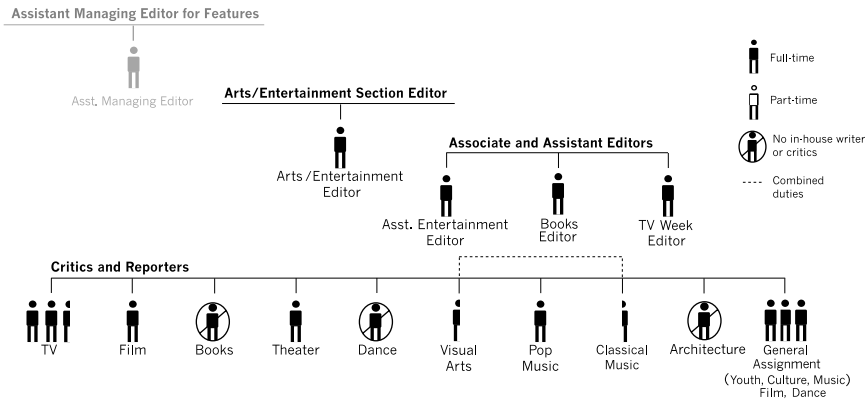 Assistant Managing Editor for Features
Asst. Managing Editor
Arts/Entertainment Section Editor
Arts/Entertainment
Editor
Associate and Assistant Editors
Asst. Entertainment
Editor
Books
Editor
TV Week
Editor
Full-time
Part-time
No in-house writer
or critics
Combined
duties
Critics and Reporters
TV
Film
Books
Theater
Dance
Visual
Arts
Pop
Music
Classical
Music
Architecture
General
Assignment
(Youth, Culture, Music)
Film, Dance